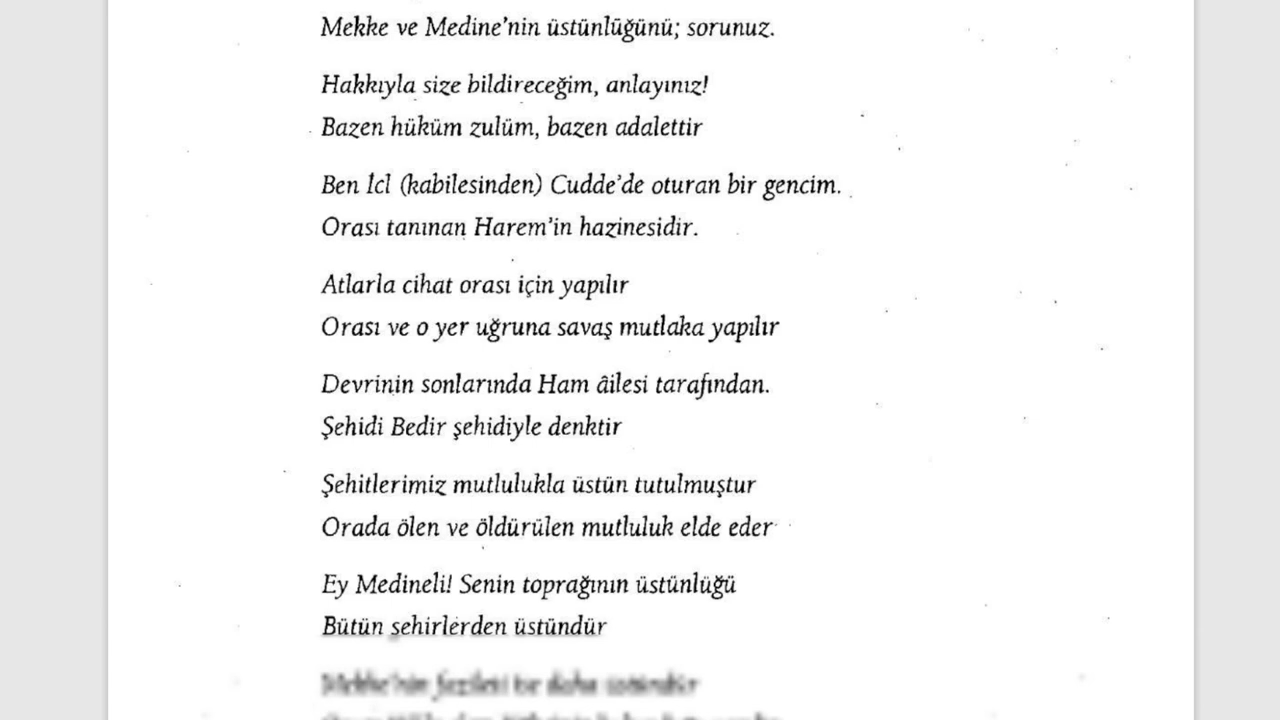 Mekke ve Medine'nin üstünlüğünü; sorunuz.
Hakkıyla size bildireceğim, anlayınız!
Bazen hüküm zulüm, bazen adalettir
Ben İcl (kabilesinden) Cudde'de oturan bir gencim.
Orası tanınan Harem'in hazinesidir.
Atlarla cihat orası için yapılır
Orası ve o yer uğruna savaş mutlaka yapılır
Devrinin sonlarında Ham âilesi tarafından.
Şehidi Bedir şehidiyle denktir
Şehitlerimiz mutlulukla üstün tutulmuştur
Orada ölen ve öldürülen mutluluk elde eder
Ey Medineli! Senin toprağının üstünlüğü
Bütün şehirlerden üstündür